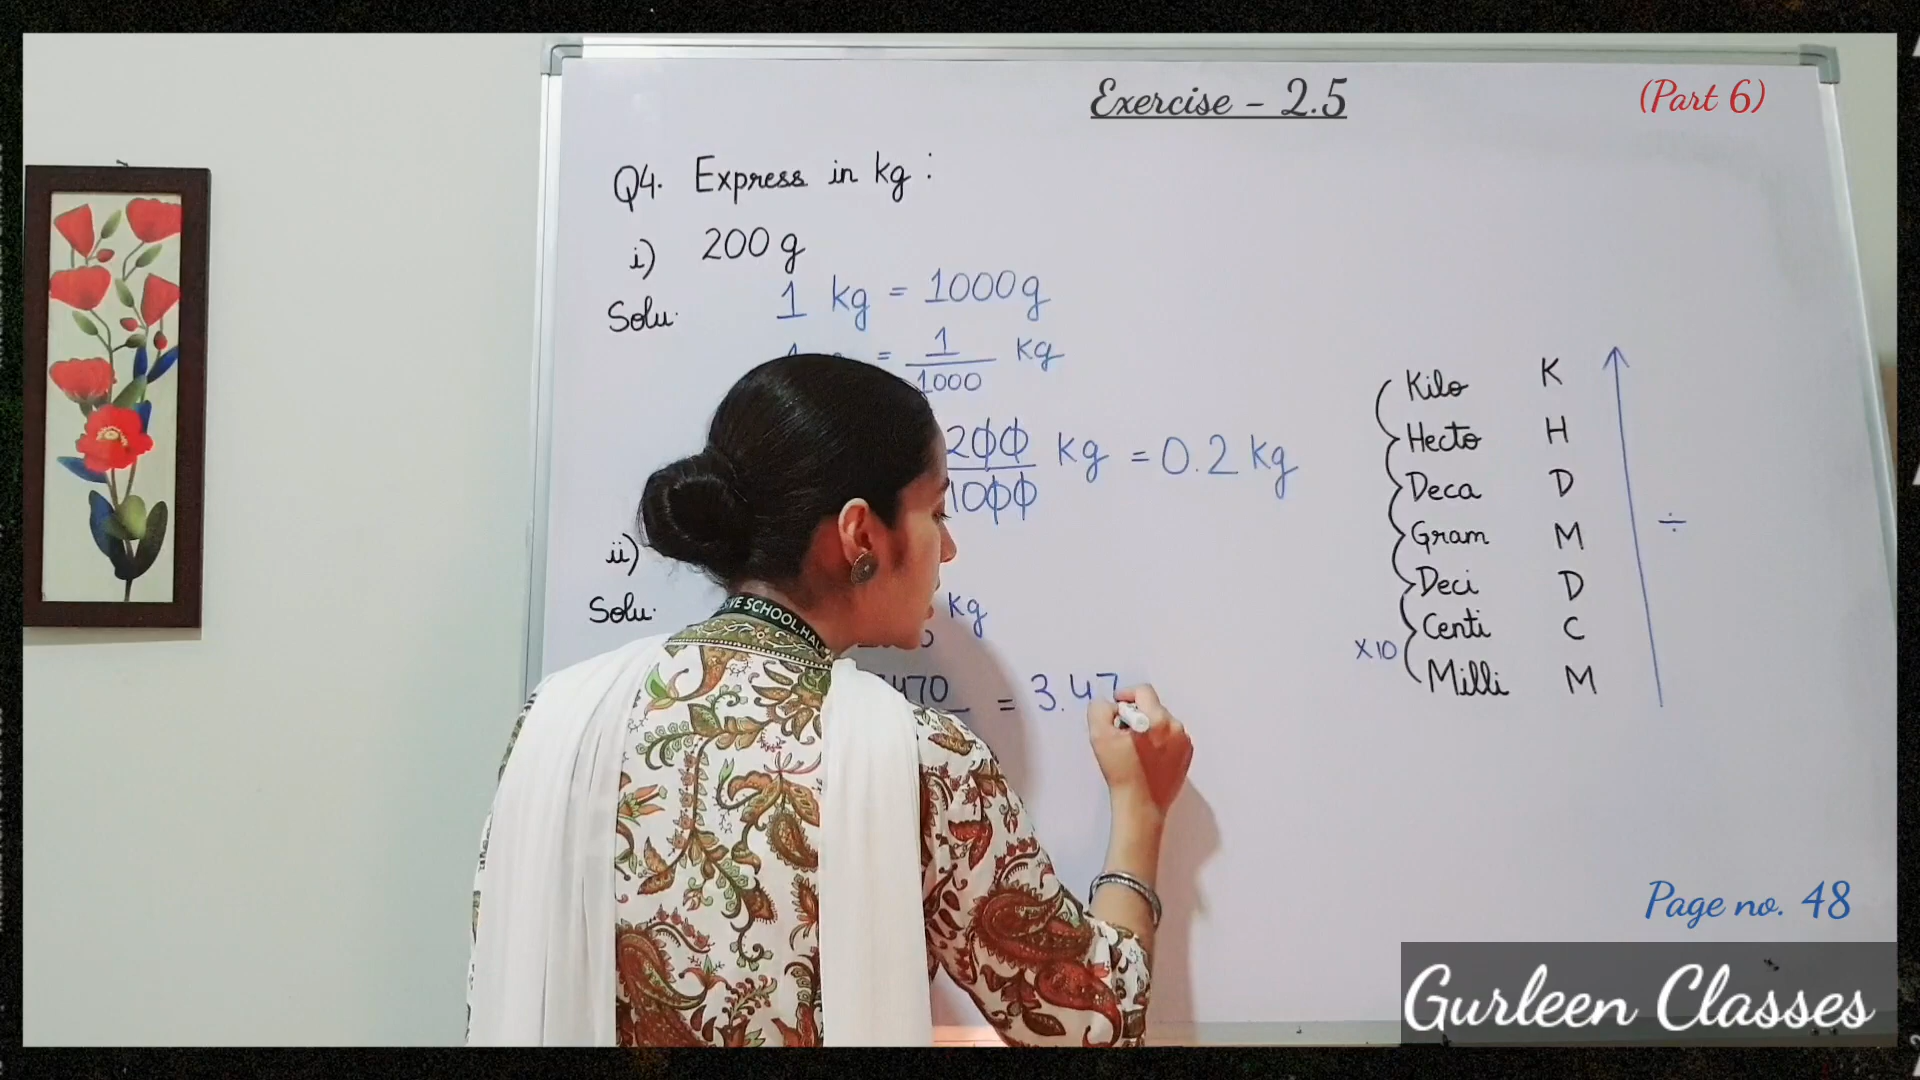 Exercise - 2.5
(Part 6)
Q4. Express in kg :
i) 200 g
Solu. 1 kg = 1000 g
= 1/1000 kg
200/1000 kg = 0.2 kg
ii)
Solu. kg
470 = 3.47
Kilo K
Hecto H
Deca D
Gram M
÷
Deci D
Centi C
x10
Milli M
SCHOOL
Page no. 48
Gurleen Classes